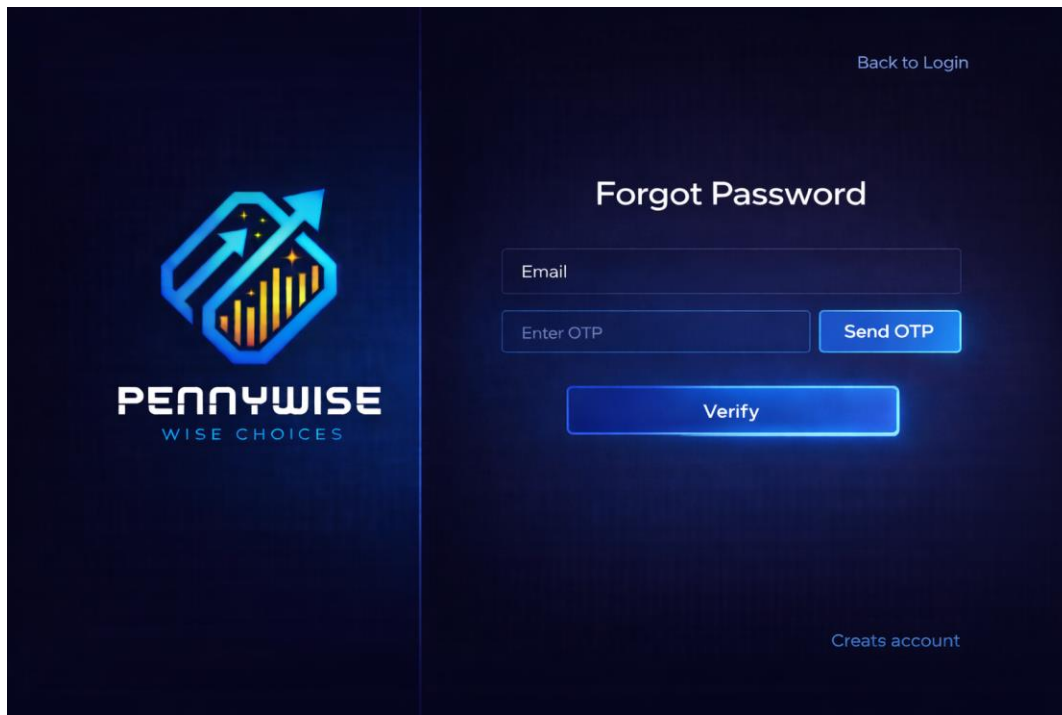 Back to Login
PENNYWISE
WISE CHOICES
Forgot Password
Email
Enter OTP
Send OTP
Verify
Creats account